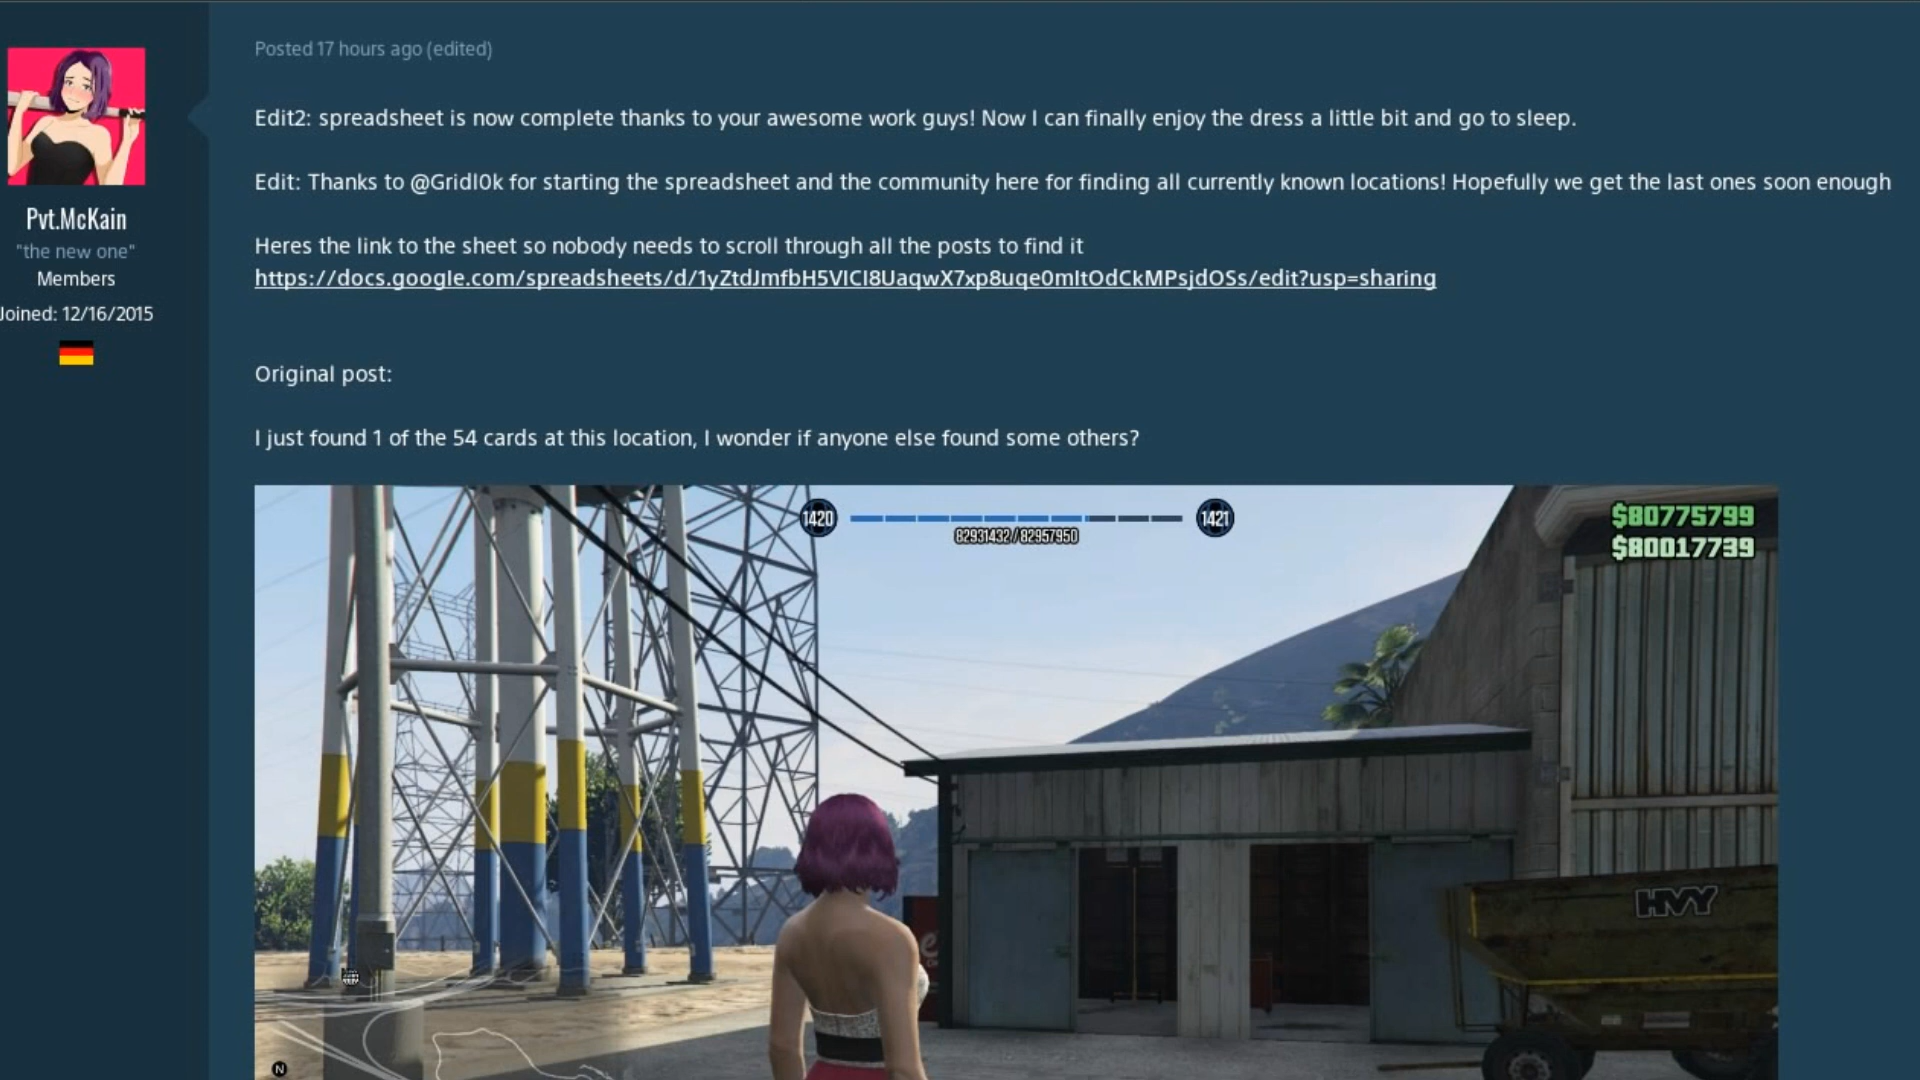 Posted 17 hours ago (edited)
Edit2: spreadsheet is now complete thanks to your awesome work guys! Now I can finally enjoy the dress a little bit and go to sleep.
Edit: Thanks to @Gridl0k for starting the spreadsheet and the community here for finding all currently known locations! Hopefully we get the last ones soon enough
Pvt.McKain
"the new one"
Members
Joined: 12/16/2015
Heres the link to the sheet so nobody needs to scroll through all the posts to find it
https://docs.google.com/spreadsheets/d/1yZtdJmfbH5VICI8UaqwX7xp8uqe0mItOdCkMPsjdOSs/edit?usp=sharing
Original post:
I just found 1 of the 54 cards at this location, I wonder if anyone else found some others?
1420
1421
82931432 / 82957950
$80775799
$80017739
HVY
N